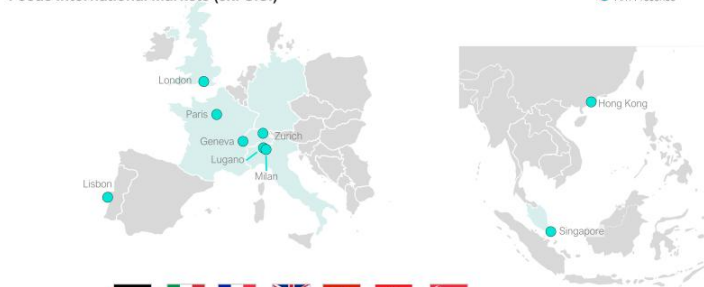 London
Paris
Zurich
Geneva
Lugano
Milan
Lisbon
Hong Kong
Singapore